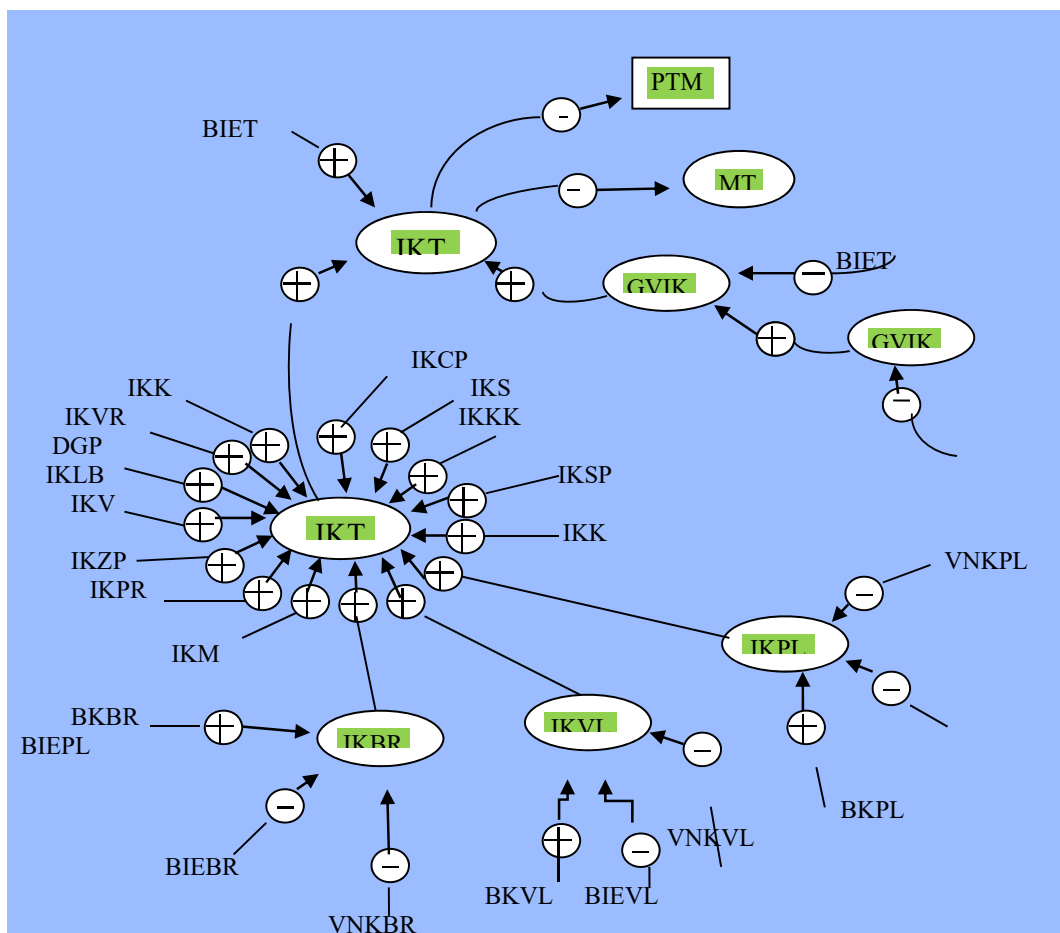 PTM
BIET
MT
IKT
BIET
GVIK
GVIK
IKCP
IKK
IKS
IKVR
IKKK
DGP
IKLB
IKSP
IKV
IKT
IKK
IKZP
VNKPL
IKPR
IKM
IKPL
BKBR
IKVL
BIEPL
IKBR
BKPL
VNKVL
BIEBR
BKVL
BIEVL
VNKBR